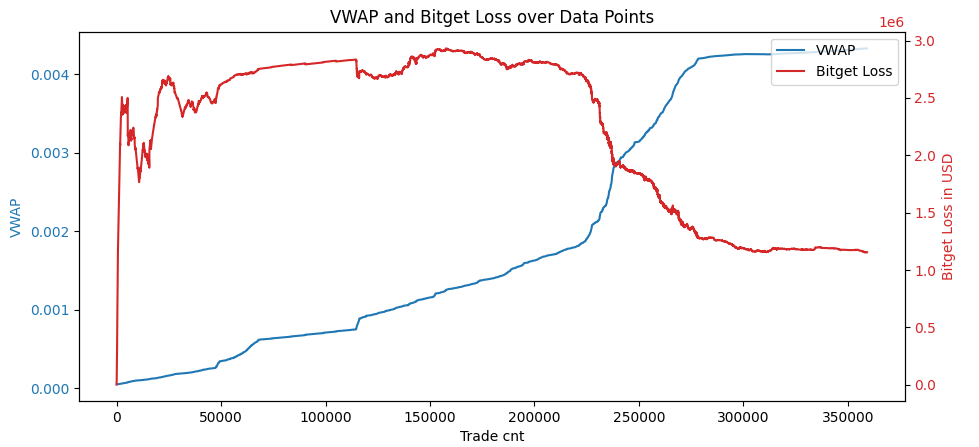 VWAP and Bitget Loss over Data Points
1e6
VWAP
Bitget Loss
0.004
0.003
0.002
0.001
0.000
VWAP
3.0
2.5
2.0
1.5
1.0
0.5
0.0
Bitget Loss in USD
0
50000
100000
150000
200000
250000
300000
350000
Trade cnt